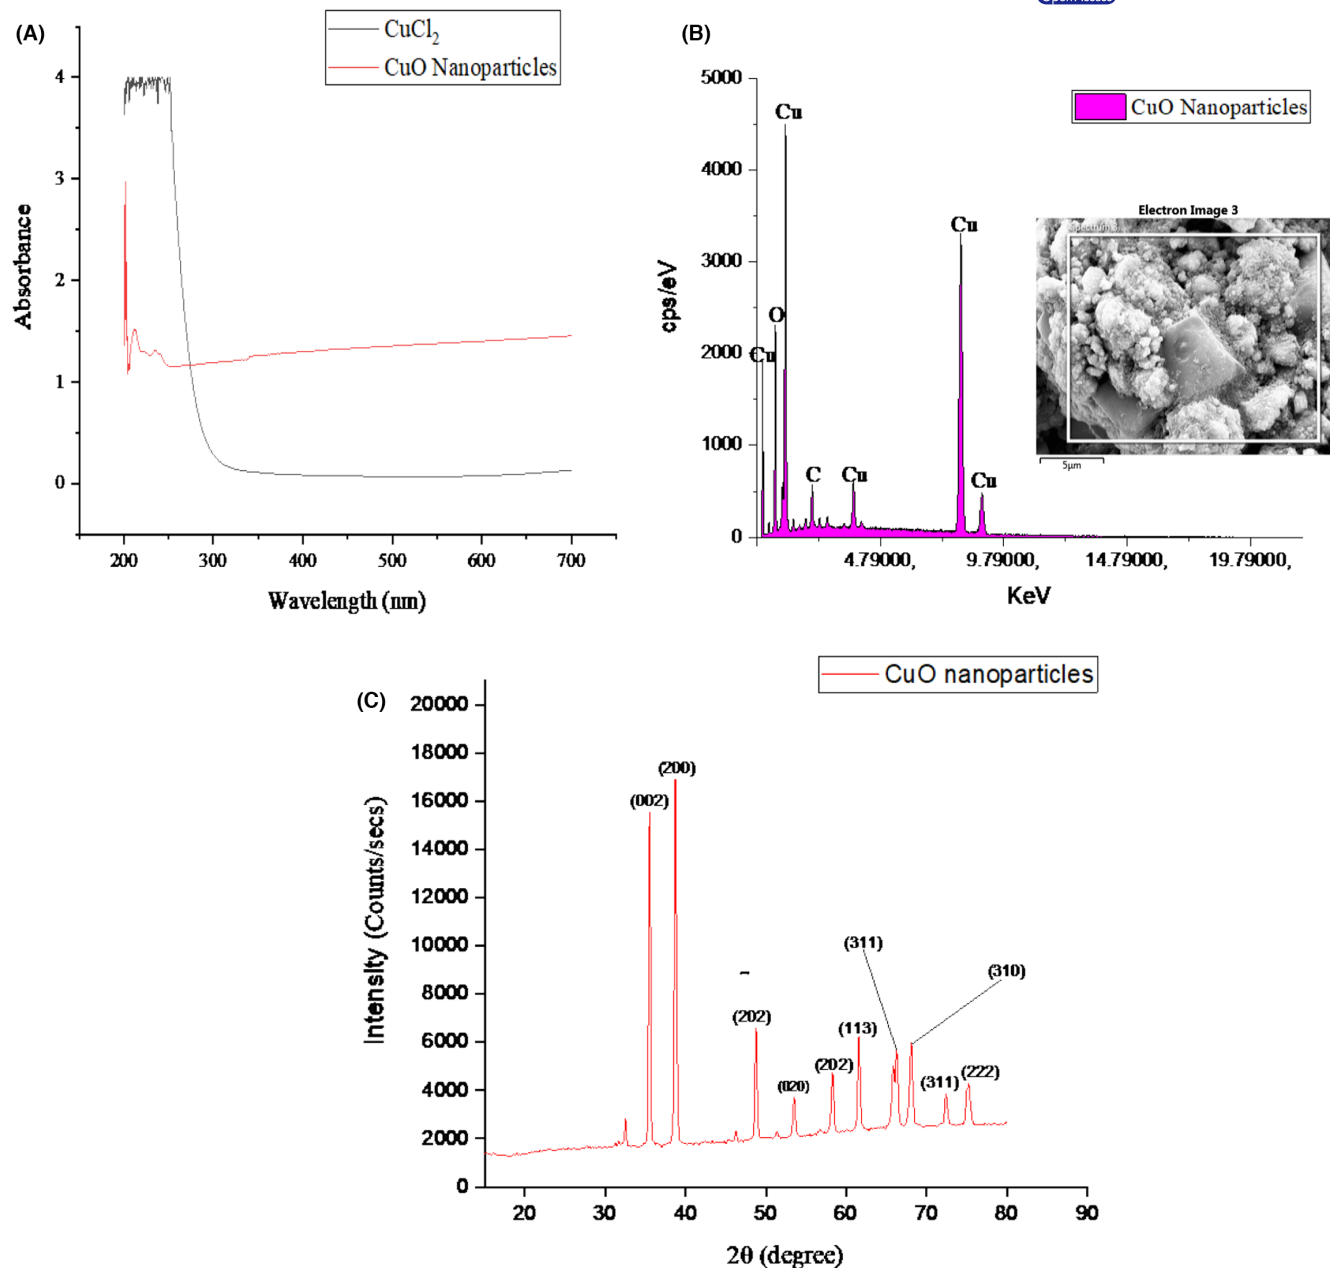 Open Access
(A)
CuCl₂
CuO Nanoparticles
4
3
2
1
0
Absorbance
200 300 400 500 600 700
Wavelength (nm)
(B)
CuO Nanoparticles
5000
4000
3000
2000
1000
0
cps/eV
Cu
O
Cu
C
Cu
Cu
Cu
Electron Image 3
5µm
4.79000, 9.79000, 14.79000, 19.79000,
KeV
(C)
CuO nanoparticles
20000
18000
16000
14000
12000
10000
8000
6000
4000
2000
0
Intensity (Counts/secs)
(002)
(200)
(202)
(020)
(202)
(113)
(311)
(310)
(311)
(222)
20 30 40 50 60 70 80 90
2θ (degree)